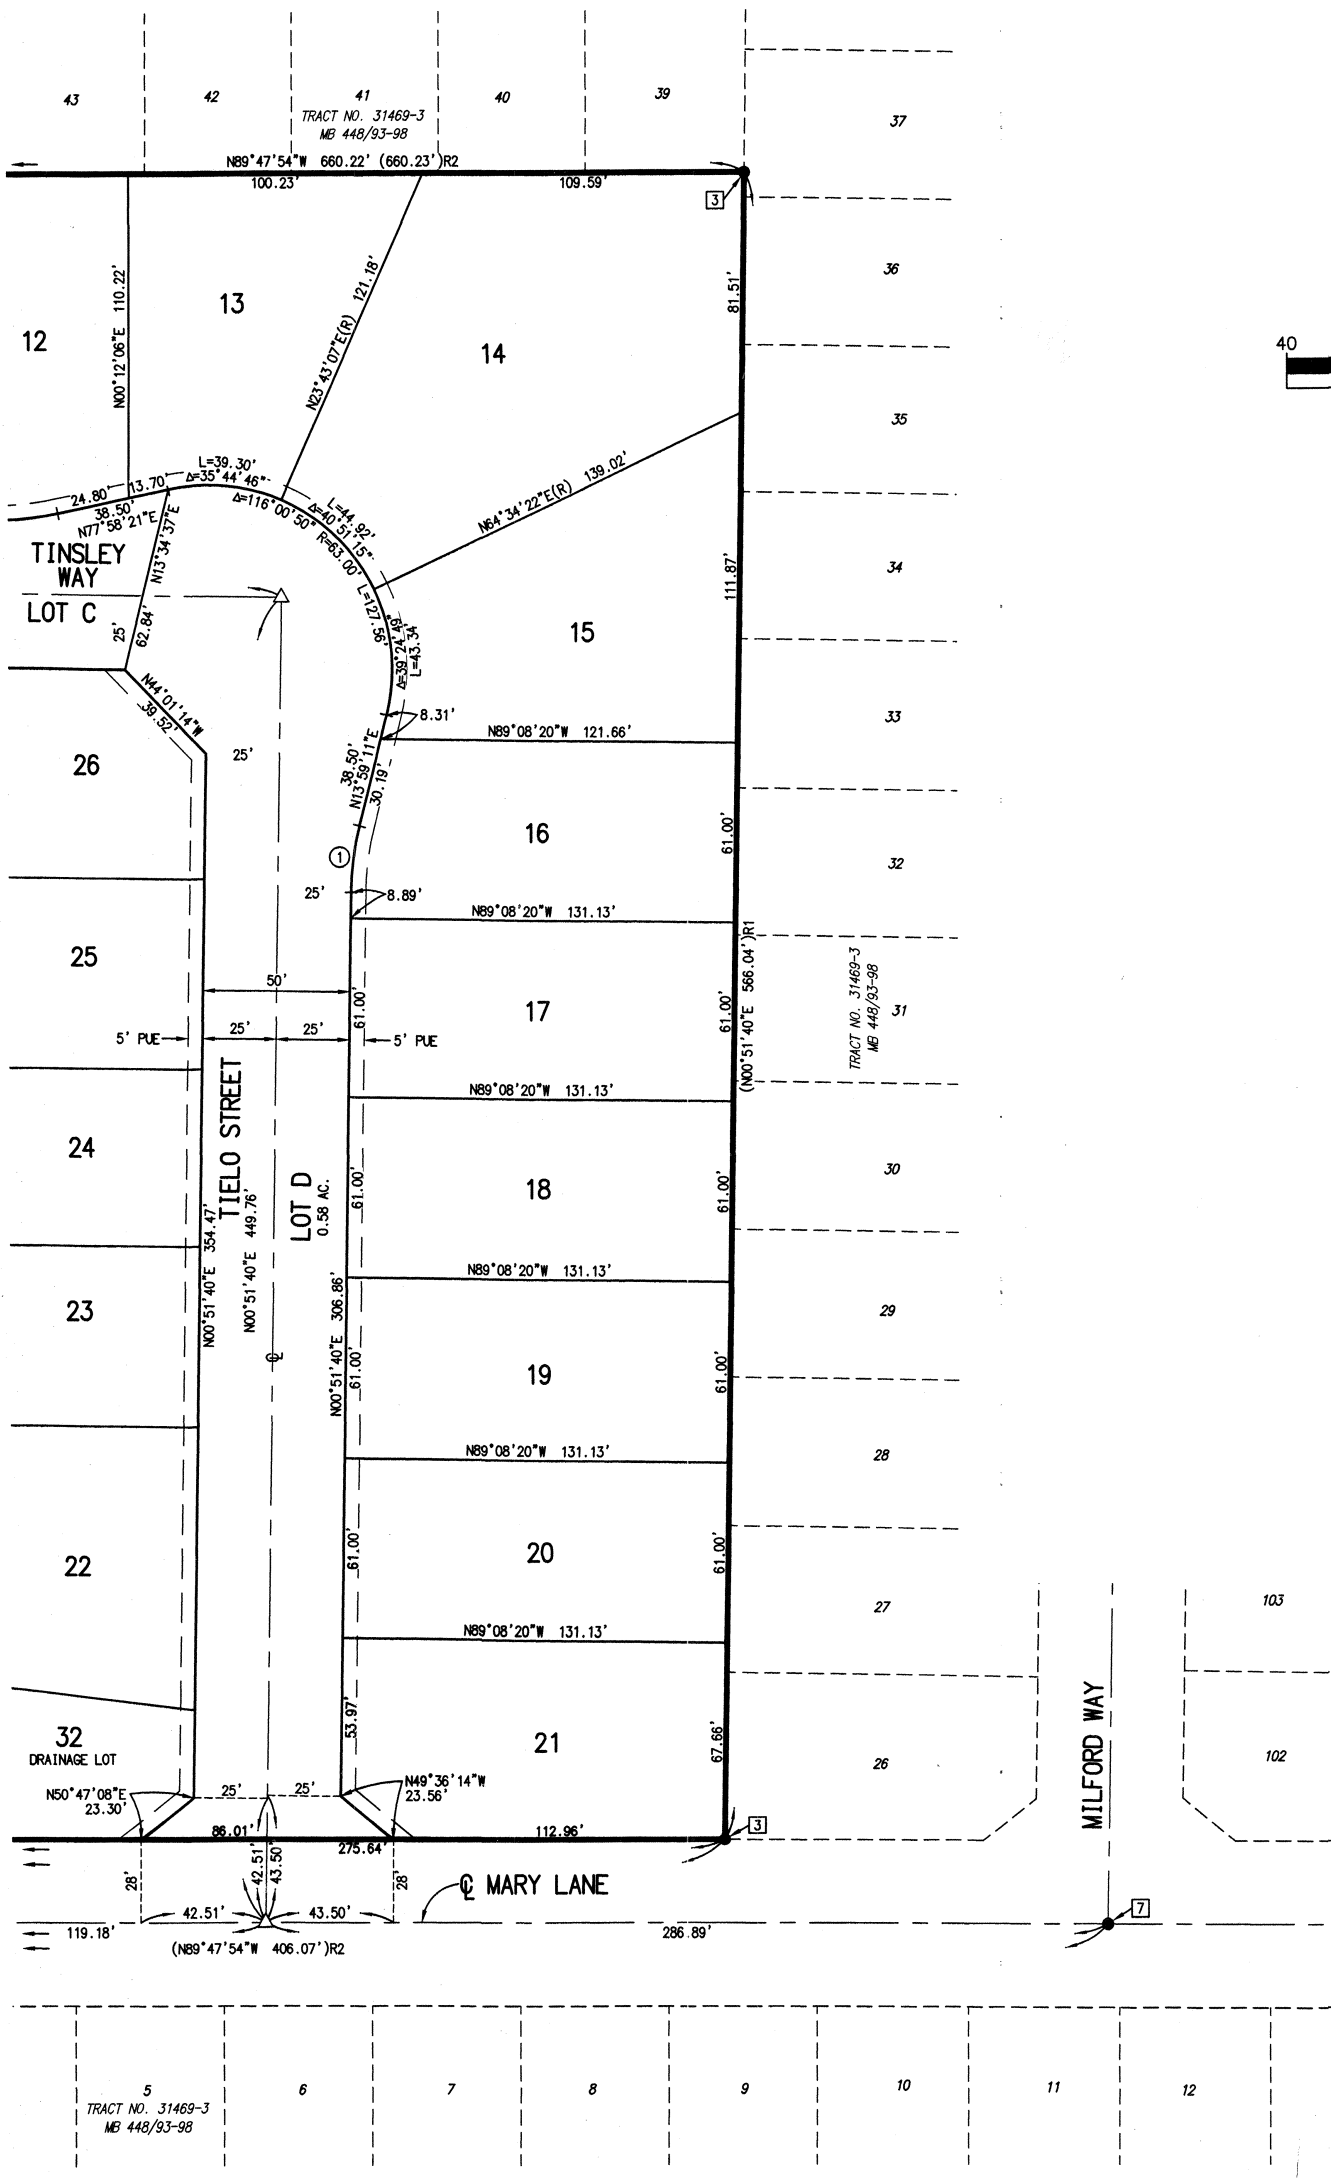 43
42
41
40
39
TRACT NO. 31469-3
MB 448/93-98
37
N89°47'54"W 660.22' (660.23')R2
100.23'
109.59'
3
36
81.51'
N00°12'06"E 110.22'
13
N23°43'07"E(R) 121.18'
12
14
40
35
L=39.30'
Δ=35°44'46"
Δ=116°00'50"
R=63.00'
L=127.56'
L=44.92'
Δ=40°51'15"
N64°34'22"E(R) 139.02'
24.80'
13.70'
38.50'
N77°58'21"E
N13°34'37"E
62.84'
TINSLEY
WAY
LOT C
25'
34
111.87'
15
Δ=39°24'49"
L=43.34'
N44°01'14"W
39.52'
8.31'
33
N89°08'20"W 121.66'
25'
26
38.50'
N13°59'11"E
30.19'
16
61.00'
1
32
25'
8.89'
N89°08'20"W 131.13'
25
50'
61.00'
17
61.00'
(N00°51'40"E 566.04')R1
TRACT NO. 31469-3
MB 448/93-98
31
5' PUE
25'
25'
5' PUE
N89°08'20"W 131.13'
24
TIELO STREET
N00°51'40"E 354.47'
N00°51'40"E 449.76'
LOT D
0.58 AC.
61.00'
18
61.00'
30
N89°08'20"W 131.13'
23
N00°51'40"E 306.86'
61.00'
19
61.00'
29
℄
N89°08'20"W 131.13'
28
22
61.00'
20
61.00'
27
103
N89°08'20"W 131.13'
53.97'
21
67.66'
26
MILFORD WAY
102
32
DRAINAGE LOT
N50°47'08"E
23.30'
25'
25'
N49°36'14"W
23.56'
86.01'
275.64'
112.96'
3
28'
42.51'
43.50'
28'
℄ MARY LANE
42.51'
43.50'
7
119.18'
286.89'
(N89°47'54"W 406.07')R2
5
6
7
8
9
10
11
12
TRACT NO. 31469-3
MB 448/93-98